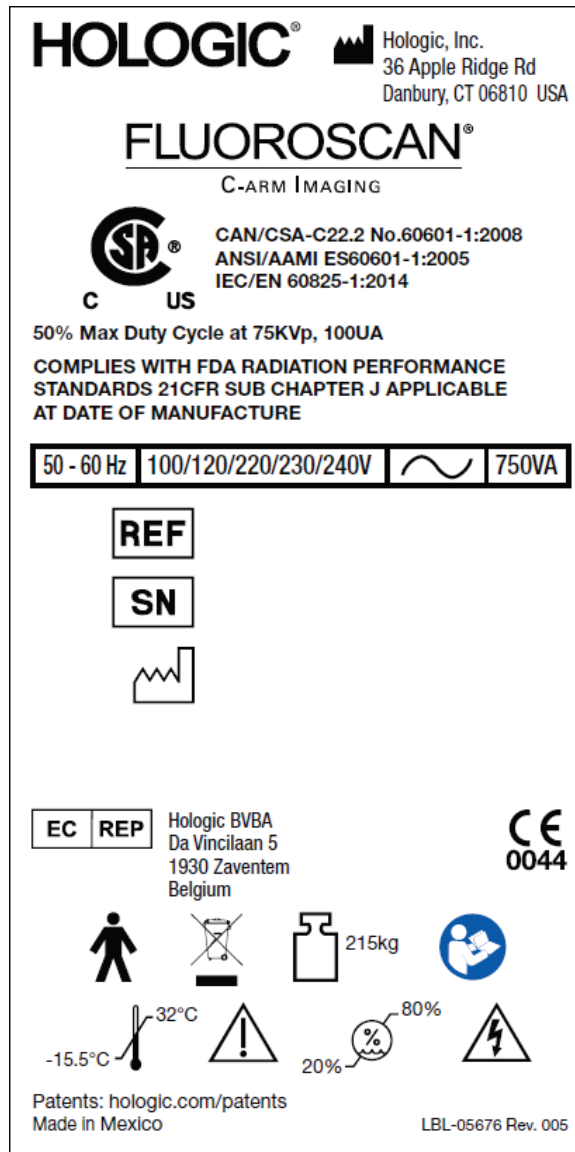 HOLOGIC®
Hologic, Inc.
36 Apple Ridge Rd
Danbury, CT 06810 USA
FLUOROSCAN®
C-ARM IMAGING
SA ®
C US
CAN/CSA-C22.2 No.60601-1:2008
ANSI/AAMI ES60601-1:2005
IEC/EN 60825-1:2014
50% Max Duty Cycle at 75KVp, 100UA
COMPLIES WITH FDA RADIATION PERFORMANCE
STANDARDS 21CFR SUB CHAPTER J APPLICABLE
AT DATE OF MANUFACTURE
50 - 60 Hz 100/120/220/230/240V 750VA
REF
SN
EC REP
Hologic BVBA
Da Vincilaan 5
1930 Zaventem
Belgium
CE
0044
215kg
32°C
-15.5°C
%
80%
20%
Patents: hologic.com/patents
Made in Mexico
LBL-05676 Rev. 005